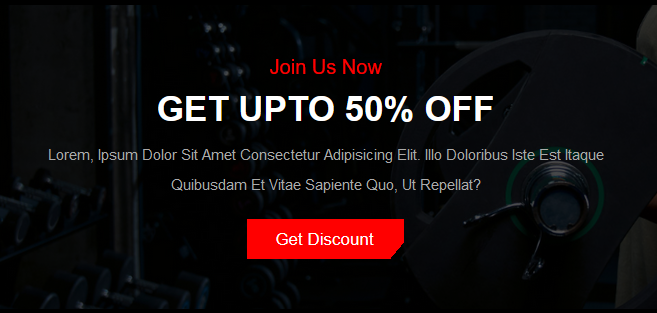 Join Us Now
GET UPTO 50% OFF
Lorem, Ipsum Dolor Sit Amet Consectetur Adipisicing Elit. Illo Doloribus Iste Est Itaque
Quibusdam Et Vitae Sapiente Quo, Ut Repellat?
Get Discount